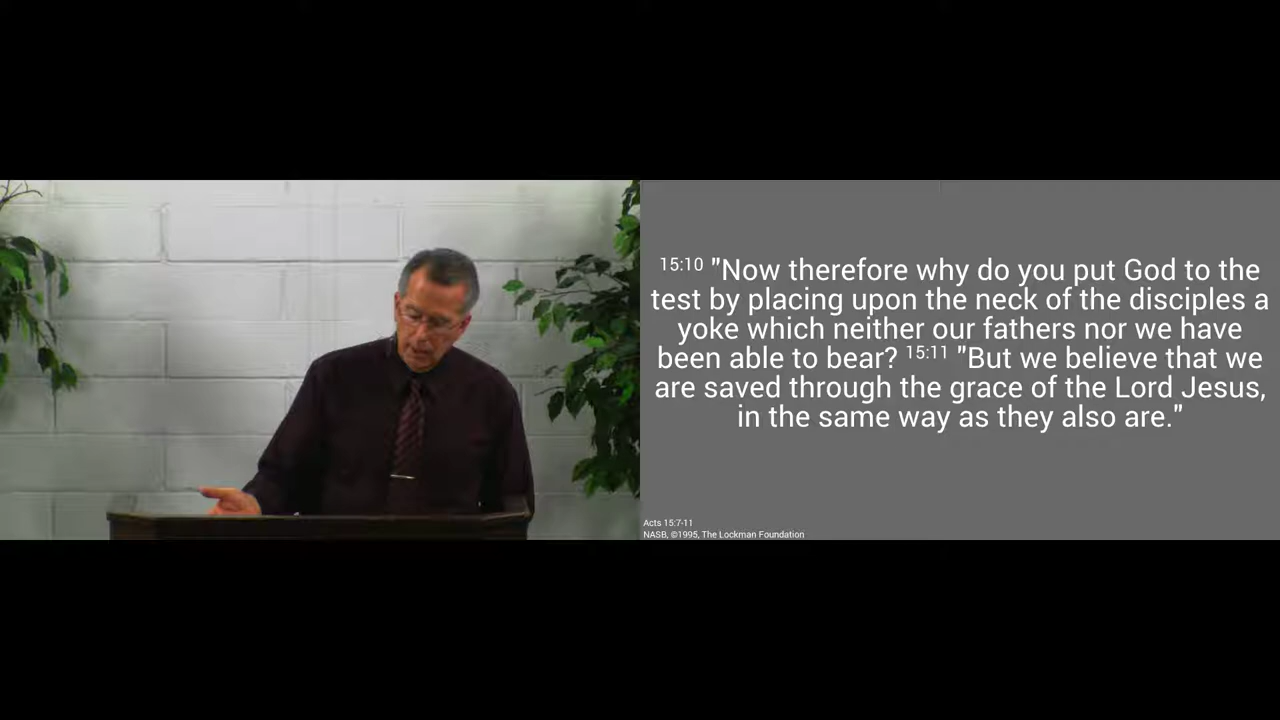 15:10 "Now therefore why do you put God to the
test by placing upon the neck of the disciples a
yoke which neither our fathers nor we have
been able to bear? 15:11 "But we believe that we
are saved through the grace of the Lord Jesus,
in the same way as they also are."
Acts 15:7-11
NASB, ©1995, The Lockman Foundation